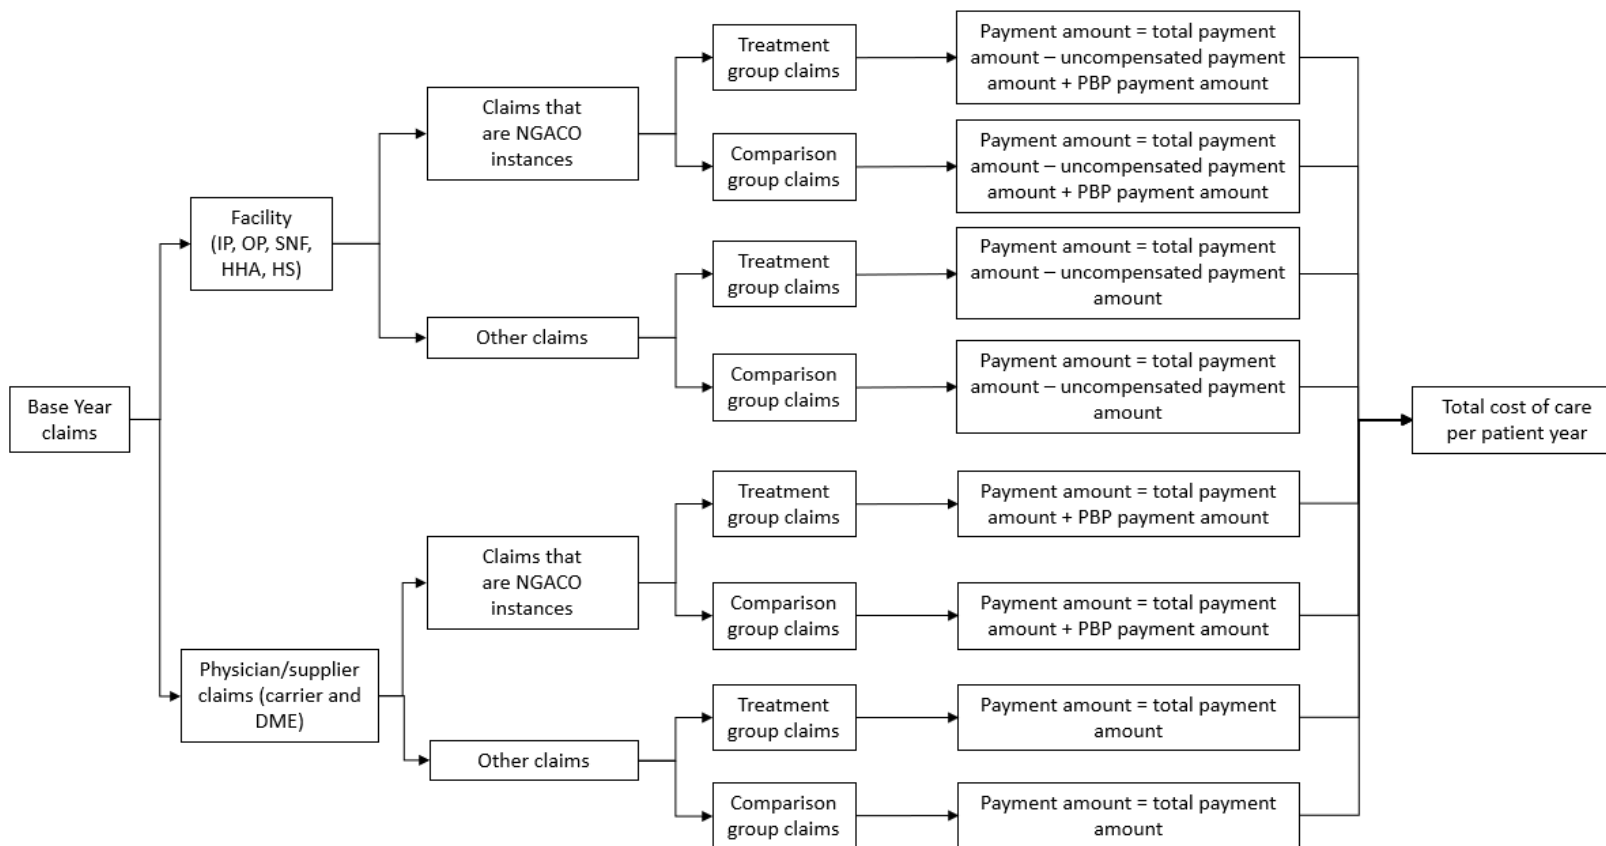 Base Year
claims
Facility
(IP, OP, SNF,
HHA, HS)
Claims that
are NGACO
instances
Treatment
group claims
Payment amount = total payment
amount – uncompensated payment
amount + PBP payment amount
Comparison
group claims
Payment amount = total payment
amount – uncompensated payment
amount + PBP payment amount
Other claims
Treatment
group claims
Payment amount = total payment
amount – uncompensated payment
amount
Comparison
group claims
Payment amount = total payment
amount – uncompensated payment
amount
Physician/supplier
claims (carrier and
DME)
Claims that
are NGACO
instances
Treatment
group claims
Payment amount = total payment
amount + PBP payment amount
Comparison
group claims
Payment amount = total payment
amount + PBP payment amount
Other claims
Treatment
group claims
Payment amount = total payment
amount
Comparison
group claims
Payment amount = total payment
amount
Total cost of care
per patient year